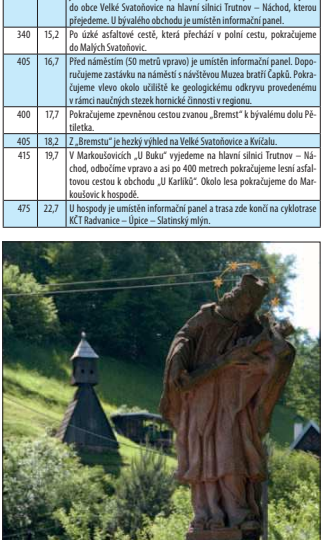 do obce Velké Svatoňovice na hlavní silnici Trutnov – Náchod, kterou
přejedeme. U bývalého obchodu je umístěn informační panel.
340 15,2 Po úzké asfaltové cestě, která přechází v polní cestu, pokračujeme
do Malých Svatoňovic.
405 16,7 Před náměstím (50 metrů vpravo) je umístěn informační panel. Dopo-
ručujeme zastávku na náměstí s návštěvou Muzea bratří Čapků. Pokra-
čujeme vlevo okolo učiliště ke geologickému odkryvu provedenému
v rámci naučných stezek hornické činnosti v regionu.
400 17,7 Pokračujeme zpevněnou cestou zvanou „Bremst" k bývalému dolu Pě-
tiletka.
405 18,2 Z „Bremstu" je hezký výhled na Velké Svatoňovice a Kvíčalu.
415 19,7 V Markoušovicích „U Buku" vyjedeme na hlavní silnici Trutnov – Ná-
chod, odbočíme vpravo a asi po 400 metrech pokračujeme lesní asfal-
tovou cestou k obchodu „U Karlíků". Okolo lesa pokračujeme do Mar-
koušovic k hospodě.
475 22,7 U hospody je umístěn informační panel a trasa zde končí na cyklotrase
KČT Radvanice – Úpice – Slatinský mlýn.